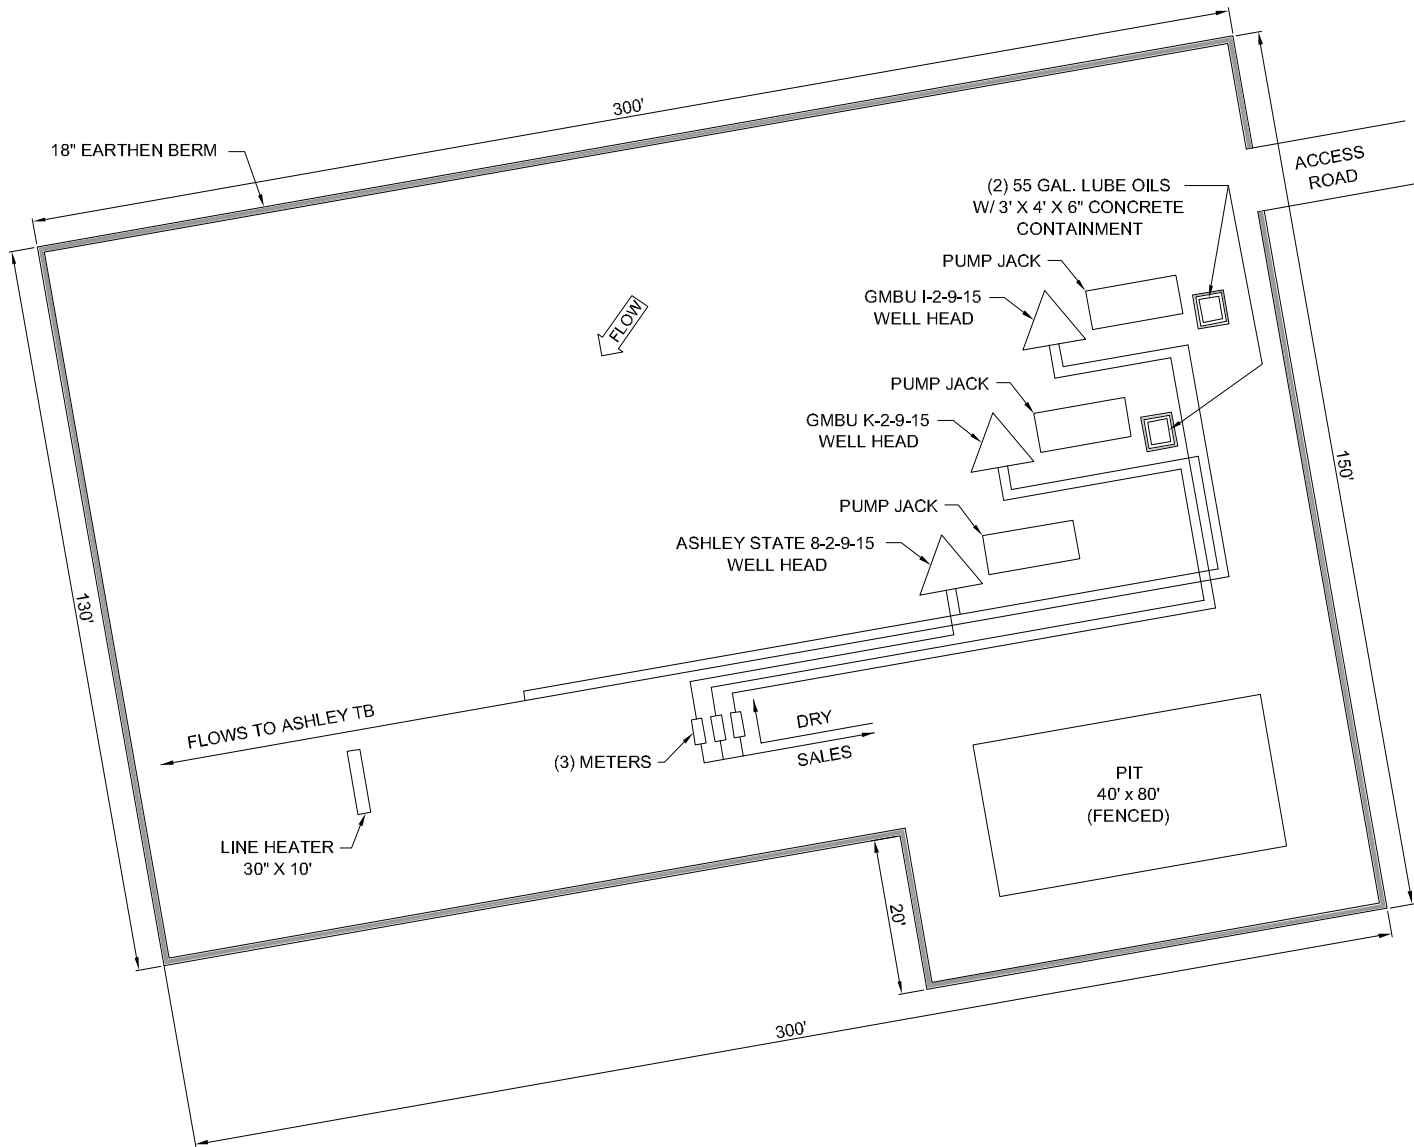 300'
18" EARTHEN BERM
ACCESS
ROAD
(2) 55 GAL. LUBE OILS
W/ 3' X 4' X 6" CONCRETE
CONTAINMENT
PUMP JACK
GMBU I-2-9-15
WELL HEAD
FLOW
PUMP JACK
GMBU K-2-9-15
WELL HEAD
150'
PUMP JACK
ASHLEY STATE 8-2-9-15
WELL HEAD
130'
FLOWS TO ASHLEY TB
DRY
SALES
(3) METERS
PIT
40' x 80'
(FENCED)
LINE HEATER
30" X 10'
20'
300'